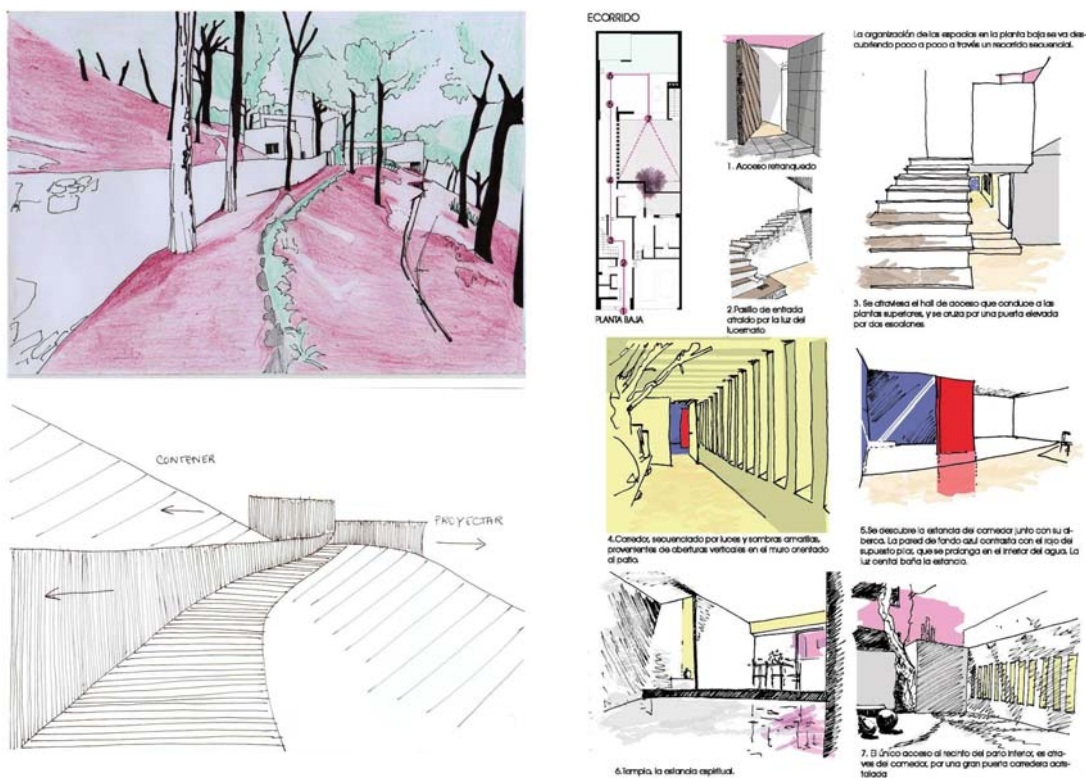 CONTENER
PROYECTAR
ECORRIDO
PLANTA BAJA
La organización de los espacios en la planta baja se va des-
cubriendo poco a poco a través un recorrido secuencial.
1. Acceso retranqueado
2 Pasillo de entrada
atraído por la luz del
lucernario
3. Se atraviesa el hall de acceso que conduce a las
plantas superiores, y se cruza por una puerta elevada
por dos escalones.
4.Corredor, secuenciado por luces y sombras amarillas,
provenientes de aberturas verticales en el muro orientado
al patio.
5.Se descubre la estancia del comedor junto con su al-
berca. La pared de fondo azul contrasta con el rojo del
supuesto pilar, que se prolonga en el interior del agua. La
luz cenital baña la estancia.
6.Templo, la estancia espiritual.
7. El único acceso al recinto del patio interior, es atra-
ves del comedor, por una gran puerta corredera acris-
talada